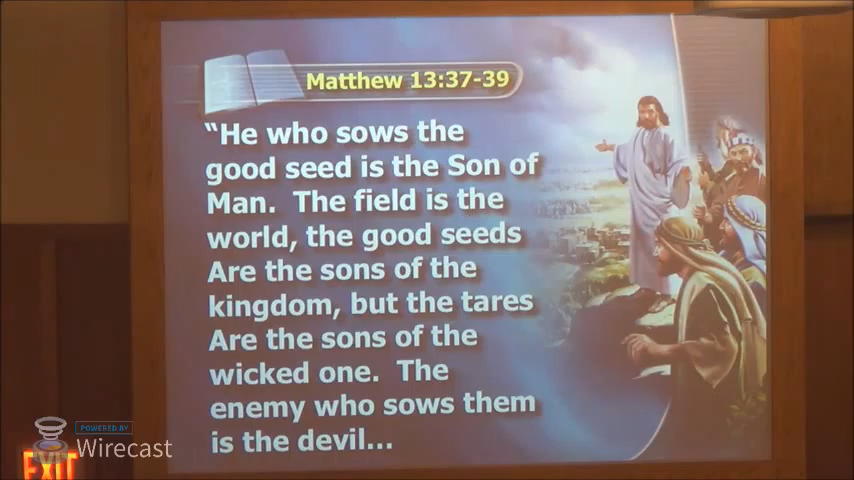 Matthew 13:37-39
“He who sows the
good seed is the Son of
Man.  The field is the
world, the good seeds
Are the sons of the
kingdom, but the tares
Are the sons of the
wicked one.  The
enemy who sows them
is the devil...
POWERED BY
Wirecast
EXIT